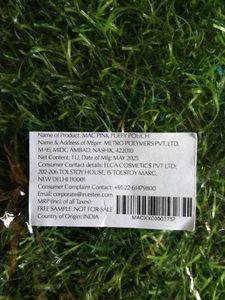 Name of Product: MAC PINK PUFFY POUCH
Name & Address of Mfger: METRO POLYMERS PVT. LTD.
M-95, MIDC AMBAD, NASHIK, 422010
Net Content: 1 U, Date of Mfg: MAY 2025
Consumer Contact details: ELCA COSMETICS PVT LTD;
202-206 TOLSTOY HOUSE, 15 TOLSTOY MARG,
NEW DELHI 110001
Consumer Complaint Contact: +91-22-61479800
Email: corporate@in.estee.com
MRP (Incl. of all Taxes):
FREE SAMPLE, NOT FOR SALE
Country of Origin: INDIA